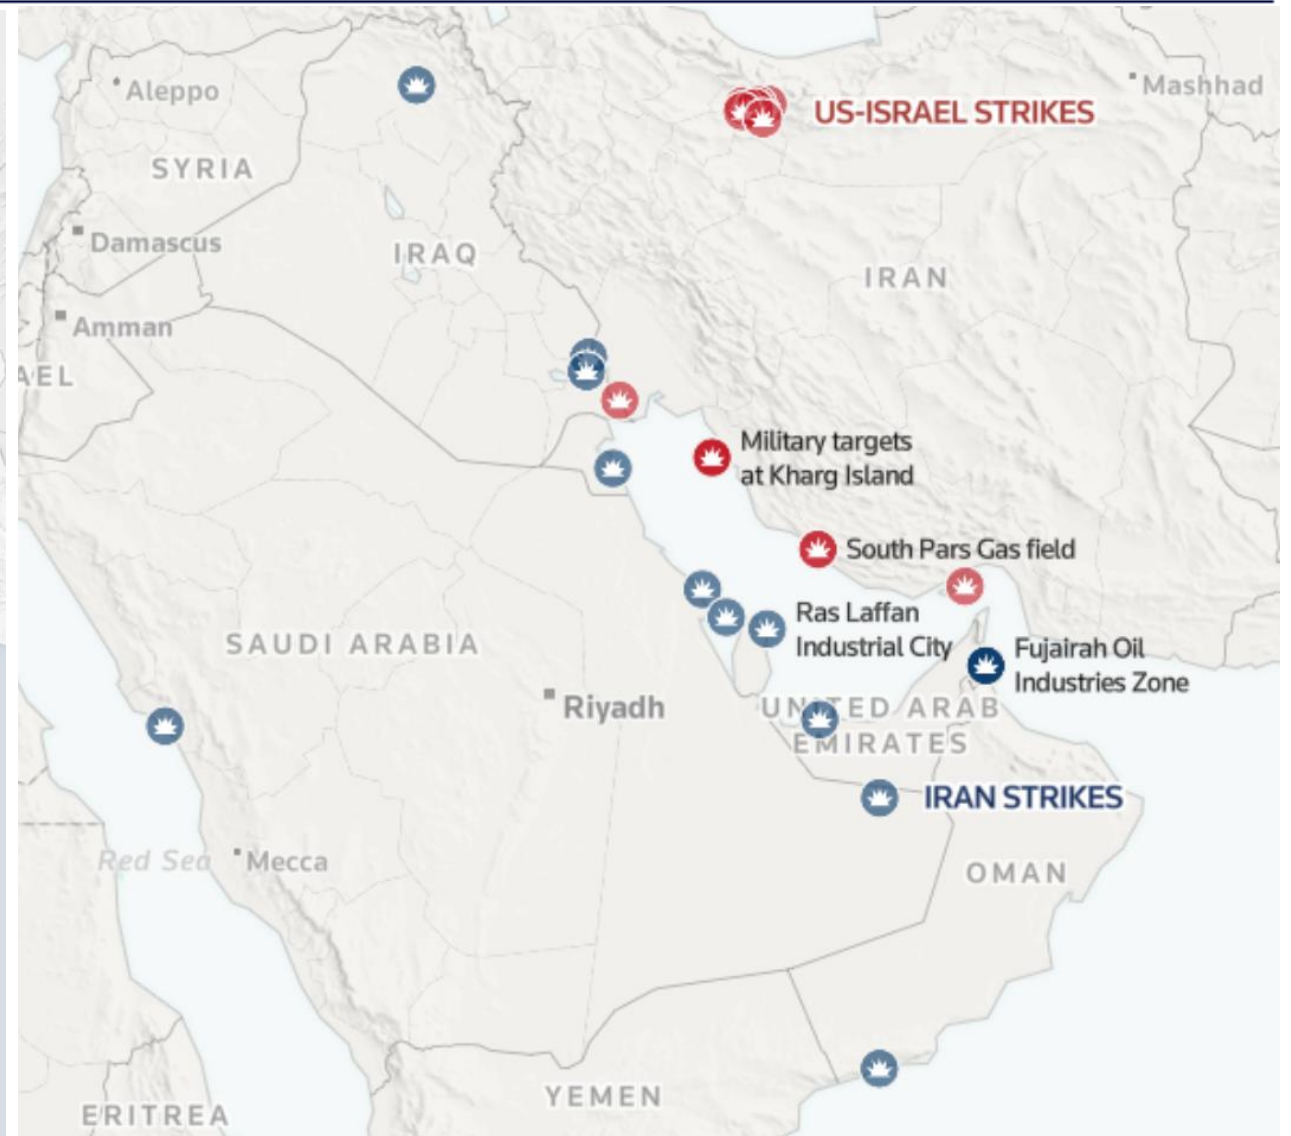 Aleppo
Mashhad
US-ISRAEL STRIKES
SYRIA
Damascus
IRAQ
IRAN
Amman
AEL
Military targets
at Kharg Island
South Pars Gas field
Ras Laffan
Industrial City
SAUDI ARABIA
Fujairah Oil
Industries Zone
Riyadh
UNITED ARAB
EMIRATES
IRAN STRIKES
Red Sea
Mecca
OMAN
YEMEN
ERITREA